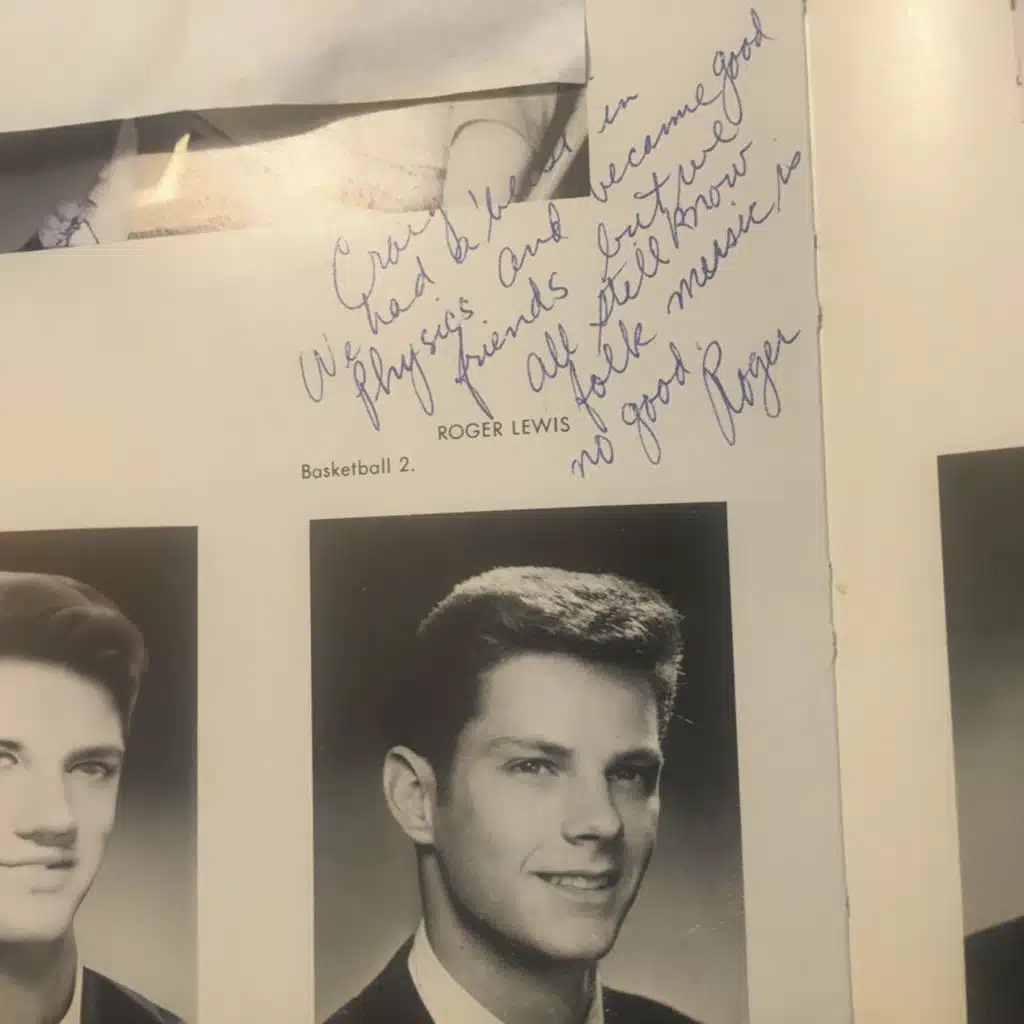 Craig
We had a 'beast in
Physics and became good
friends but we
all still know
folk music is
no good.
Roger
ROGER LEWIS
Basketball 2.